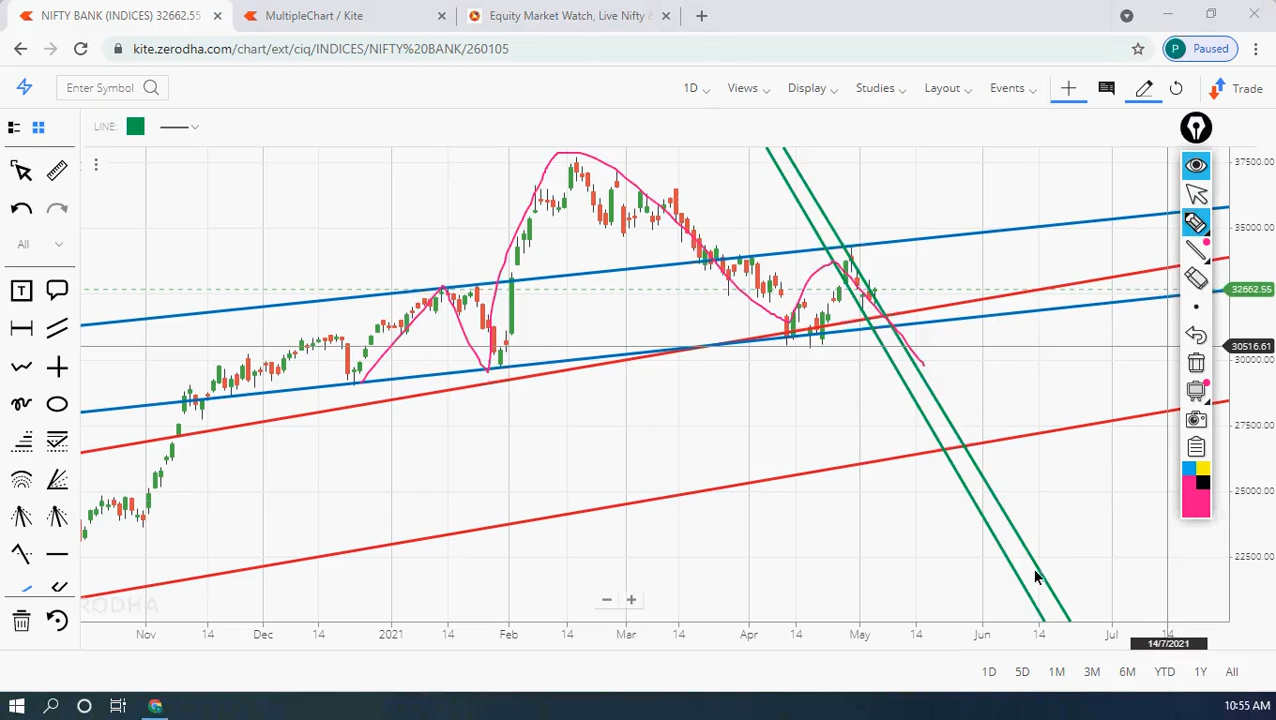 NIFTY BANK (INDICES) 32662.55
MultipleChart / Kite
Equity Market Watch, Live Nifty
kite.zerodha.com/chart/ext/ciq/INDICES/NIFTY%20BANK/260105
P Paused
Enter Symbol
1D Views Display Studies Layout Events Trade
LINE:
All
T
37500.00
35000.00
32662.55
30516.61
30000.00
27500.00
25000.00
22500.00
Nov 14 Dec 14 2021 14 Feb 14 Mar 14 Apr 14 May Jun 14 Jul 14
14/7/2021
1D 5D 1M 3M 6M YTD 1Y All
10:55 AM